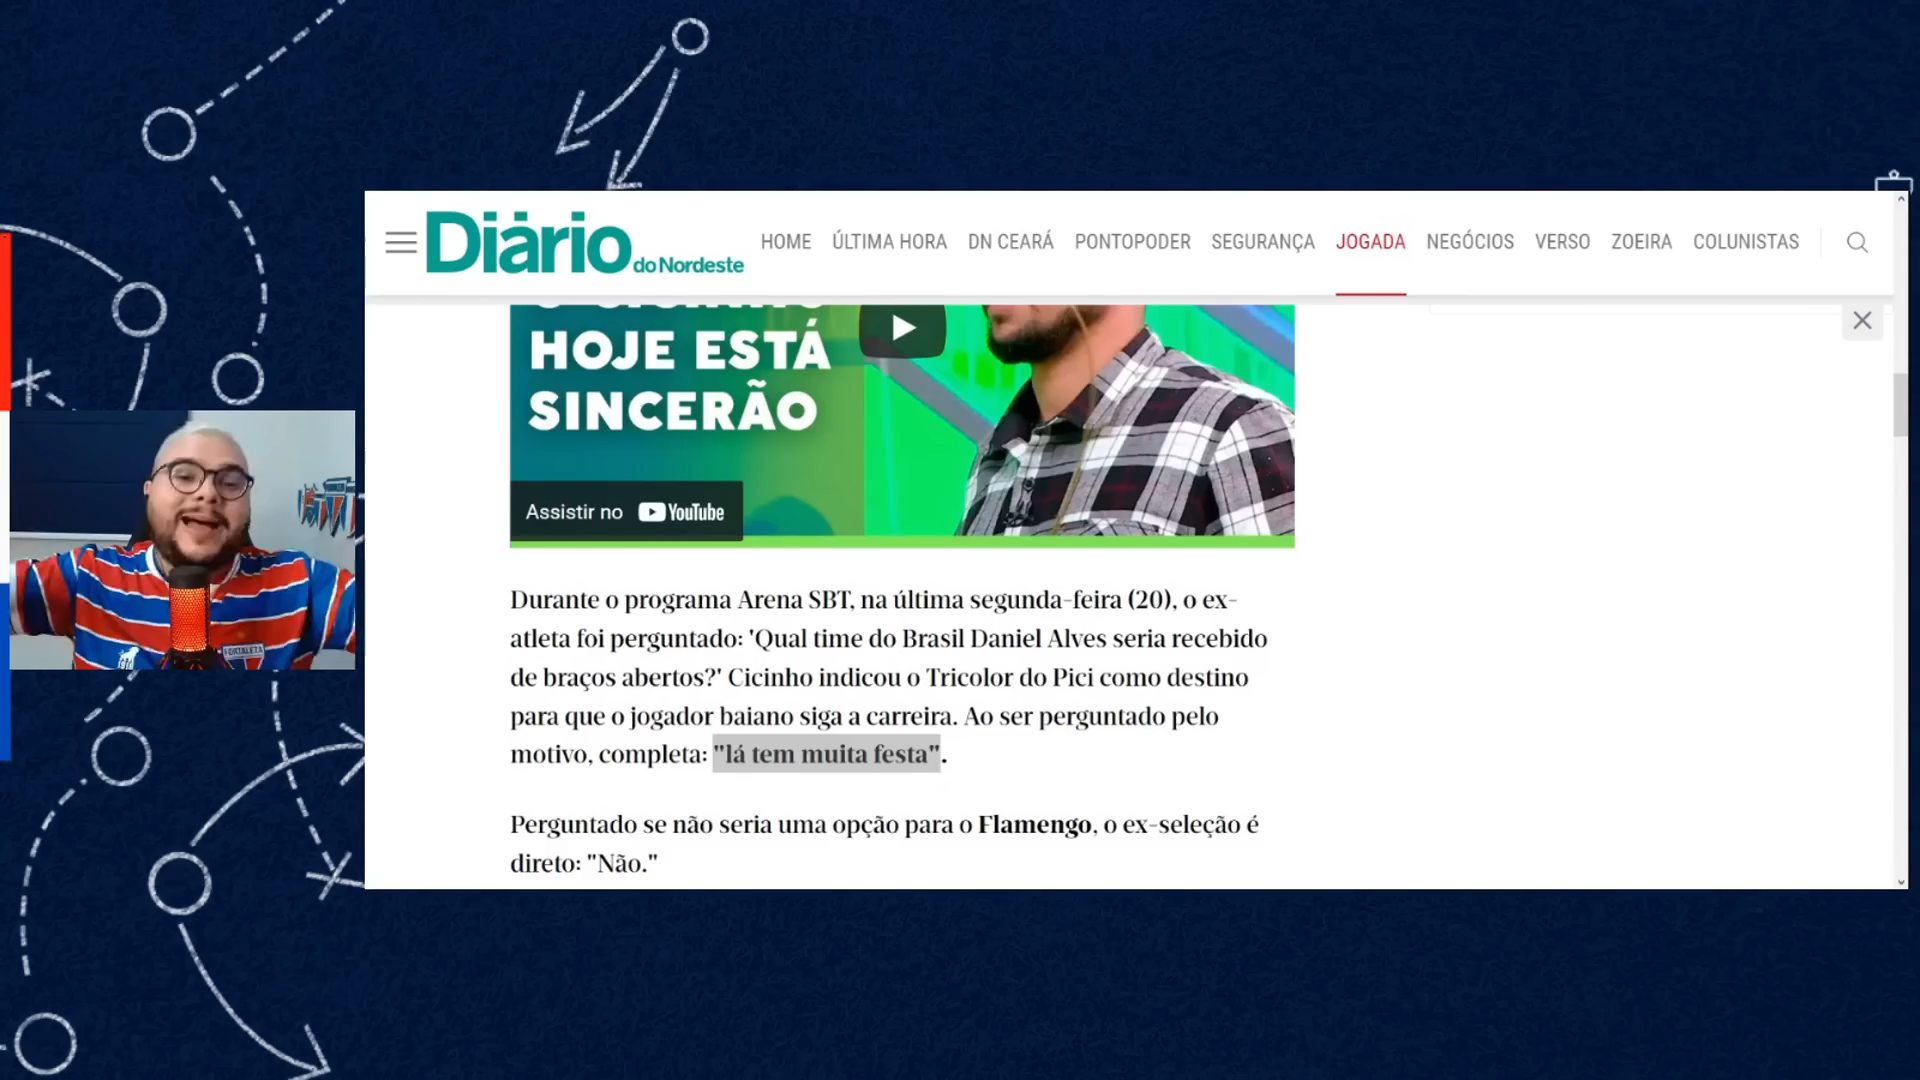 Diário do Nordeste
HOME ÚLTIMA HORA DN CEARÁ PONTOPODER SEGURANÇA JOGADA NEGÓCIOS VERSO ZOEIRA COLUNISTAS
HOJE ESTÁ
SINCERÃO
Assistir no YouTube
Durante o programa Arena SBT, na última segunda-feira (20), o ex-
atleta foi perguntado: 'Qual time do Brasil Daniel Alves seria recebido
de braços abertos?' Cicinho indicou o Tricolor do Pici como destino
para que o jogador baiano siga a carreira. Ao ser perguntado pelo
motivo, completa: "lá tem muita festa".
Perguntado se não seria uma opção para o Flamengo, o ex-seleção é
direto: "Não."
FORTALEZA